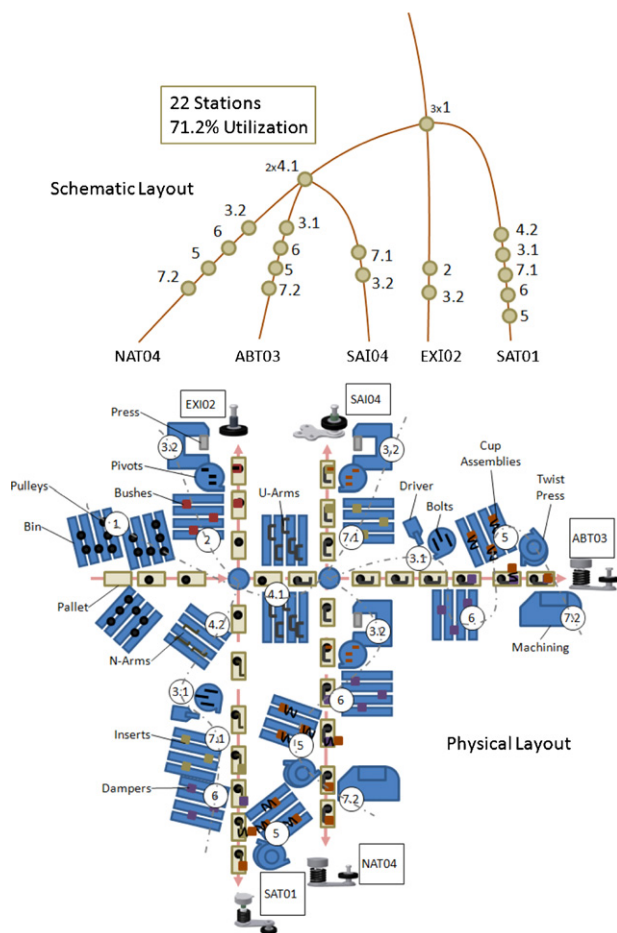 22 Stations
71.2% Utilization
3x1
2x4.1
Schematic Layout
3.2
6
5
7.2
3.1
6
5
7.2
7.1
3.2
2
3.2
4.2
3.1
7.1
6
5
NAT04
ABT03
SAI04
EXI02
SAT01
EXI02
SAI04
Press
3.2
3.2
Pivots
Cup
Assemblies
Driver
Twist
Press
Bolts
Pulleys
Bushes
U-Arms
Bin
1
2
7.1
3.1
5
ABT03
Pallet
4.1
7.2
Machining
N-Arms
4.2
3.2
6
3.1
6
Inserts
7.1
5
Physical Layout
Dampers
6
7.2
5
NAT04
SAT01